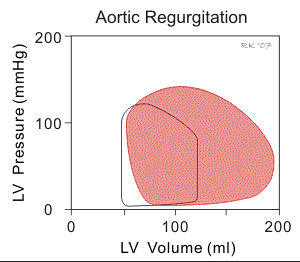 Aortic Regurgitation
200
RK '07
LV Pressure (mmHg)
100
0
0
100
200
LV Volume (ml)